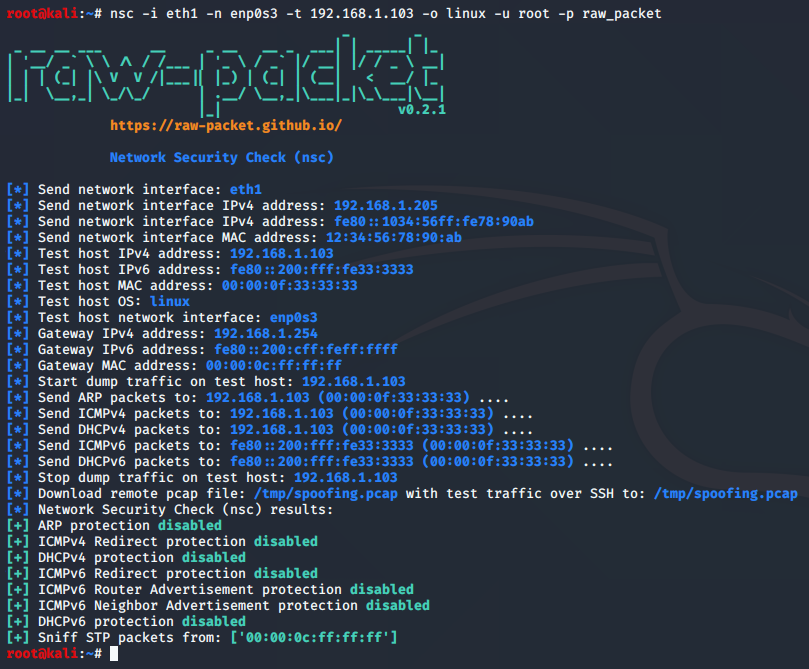 root@kali:~# nsc -i eth1 -n enp0s3 -t 192.168.1.103 -o linux -u root -p raw_packet
raw-packet
v0.2.1
https://raw-packet.github.io/
Network Security Check (nsc)
[*] Send network interface: eth1
[*] Send network interface IPv4 address: 192.168.1.205
[*] Send network interface IPv4 address: fe80::1034:56ff:fe78:90ab
[*] Send network interface MAC address: 12:34:56:78:90:ab
[*] Test host IPv4 address: 192.168.1.103
[*] Test host IPv6 address: fe80::200:fff:fe33:3333
[*] Test host MAC address: 00:00:0f:33:33:33
[*] Test host OS: linux
[*] Test host network interface: enp0s3
[*] Gateway IPv4 address: 192.168.1.254
[*] Gateway IPv6 address: fe80::200:cff:feff:ffff
[*] Gateway MAC address: 00:00:0c:ff:ff:ff
[*] Start dump traffic on test host: 192.168.1.103
[*] Send ARP packets to: 192.168.1.103 (00:00:0f:33:33:33) ....
[*] Send ICMPv4 packets to: 192.168.1.103 (00:00:0f:33:33:33) ....
[*] Send DHCPv4 packets to: 192.168.1.103 (00:00:0f:33:33:33) ....
[*] Send ICMPv6 packets to: fe80::200:fff:fe33:3333 (00:00:0f:33:33:33) ....
[*] Send DHCPv6 packets to: fe80::200:fff:fe33:3333 (00:00:0f:33:33:33) ....
[*] Stop dump traffic on test host: 192.168.1.103
[*] Download remote pcap file: /tmp/spoofing.pcap with test traffic over SSH to: /tmp/spoofing.pcap
[*] Network Security Check (nsc) results:
[+] ARP protection disabled
[+] ICMPv4 Redirect protection disabled
[+] DHCPv4 protection disabled
[+] ICMPv6 Redirect protection disabled
[+] ICMPv6 Router Advertisement protection disabled
[+] ICMPv6 Neighbor Advertisement protection disabled
[+] DHCPv6 protection disabled
[+] Sniff STP packets from: ['00:00:0c:ff:ff:ff']
root@kali:~#